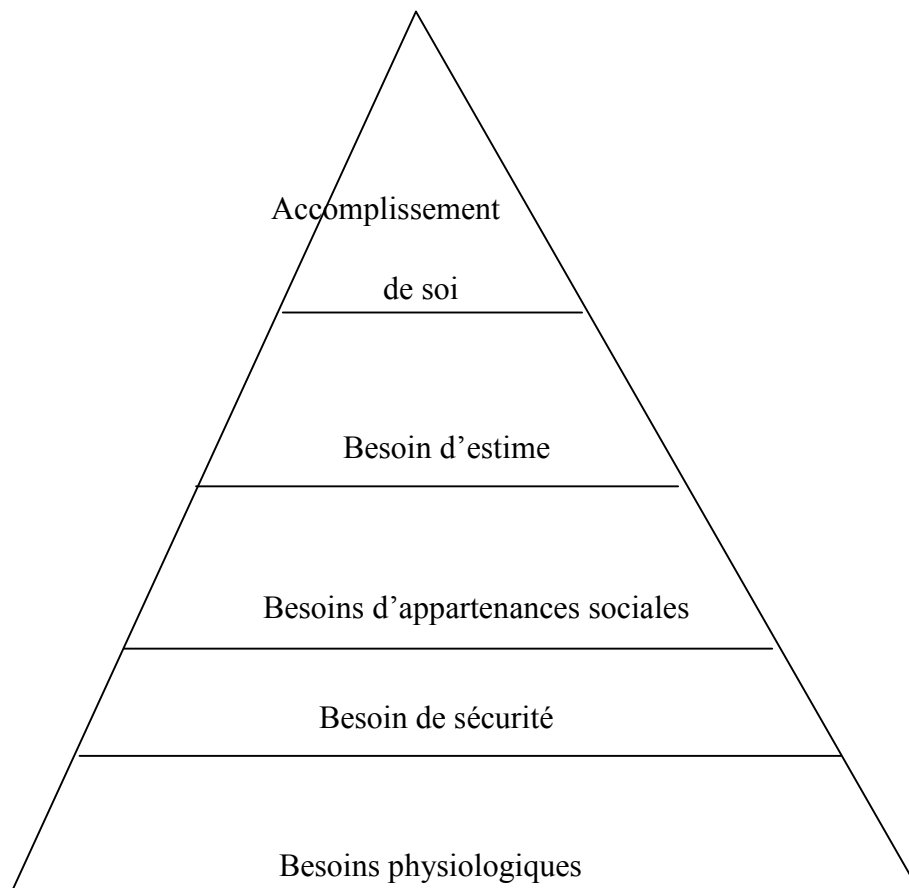 Accomplissement
de soi
Besoin d’estime
Besoins d’appartenances sociales
Besoin de sécurité
Besoins physiologiques